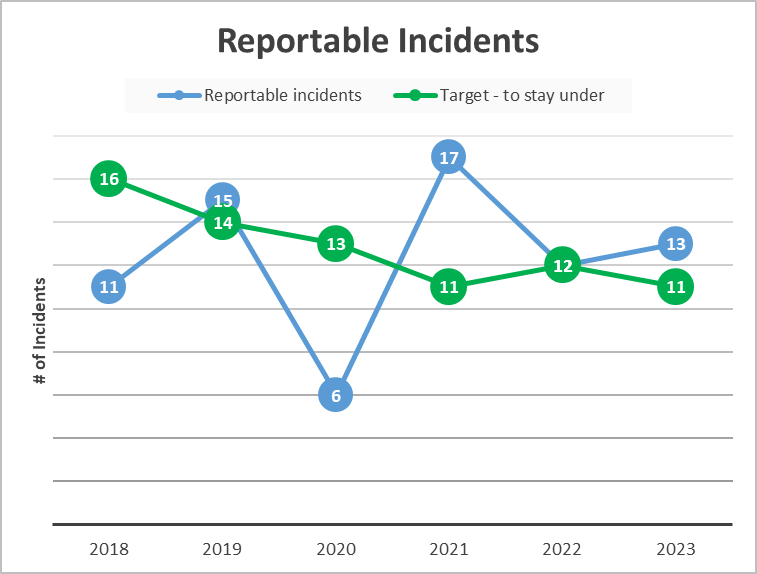 Reportable Incidents
Reportable incidents Target - to stay under
17
16
15
14
13
13
12
11
11
11
6
# of Incidents
2018 2019 2020 2021 2022 2023